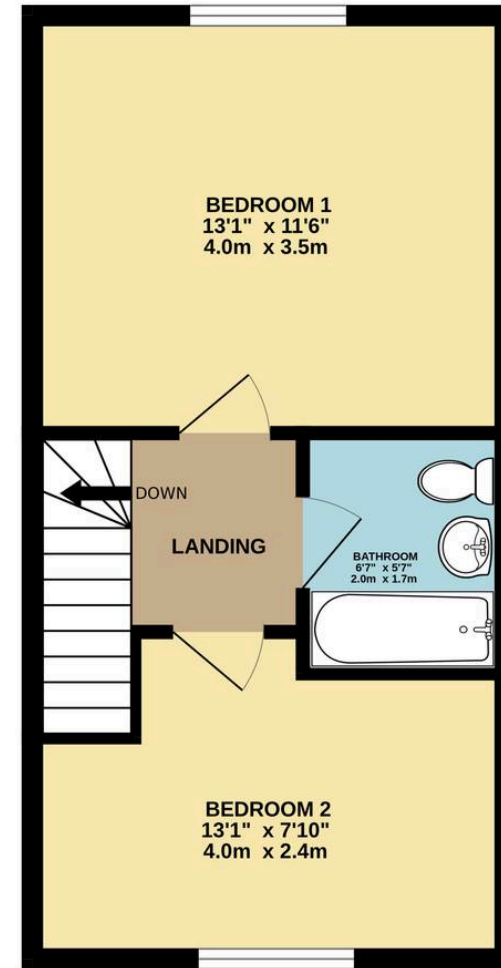 BEDROOM 1
13'1" x 11'6"
4.0m x 3.5m
DOWN
LANDING
BATHROOM
6'7" x 5'7"
2.0m x 1.7m
BEDROOM 2
13'1" x 7'10"
4.0m x 2.4m